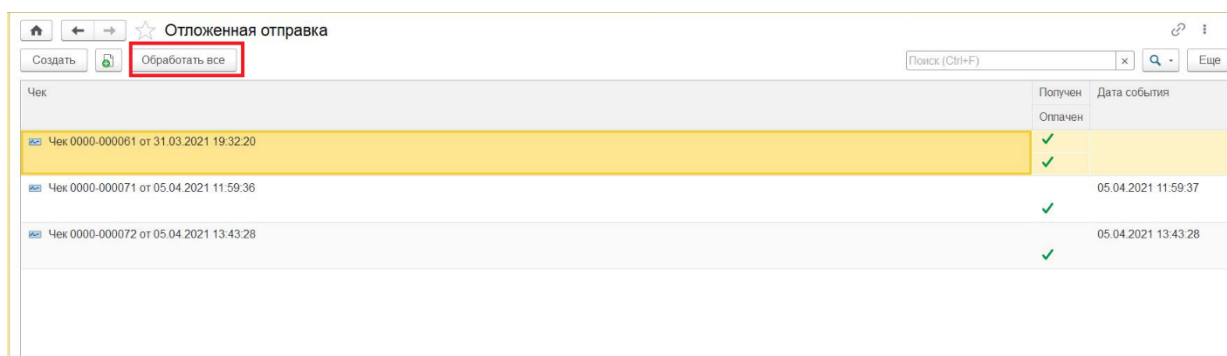 Отложенная отправка
Создать Обработать все Поиск (Ctrl+F) × Еще
Чек Получен Дата события
Оплачен
Чек 0000-000061 от 31.03.2021 19:32:20
Чек 0000-000071 от 05.04.2021 11:59:36 05.04.2021 11:59:37
Чек 0000-000072 от 05.04.2021 13:43:28 05.04.2021 13:43:28